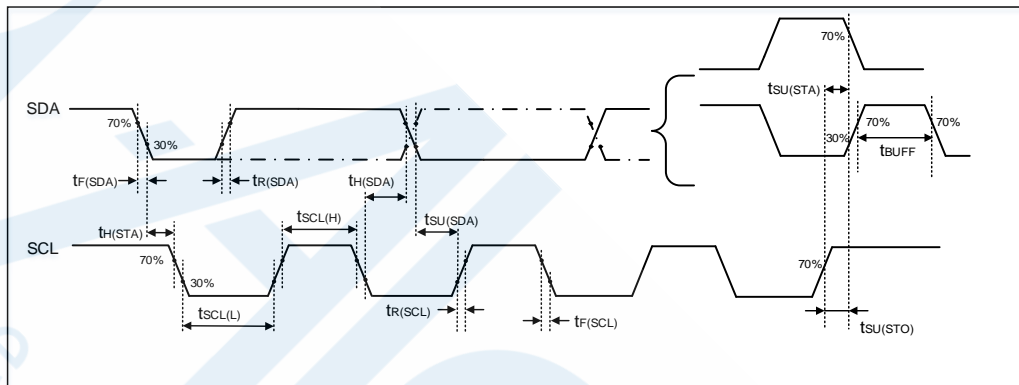 70%
tSU(STA)
SDA
70%
30%
30%
70%
70%
tBUFF
tF(SDA)
tR(SDA)
tH(SDA)
tSCL(H)
tSU(SDA)
tH(STA)
SCL
70%
30%
70%
tSCL(L)
tR(SCL)
tF(SCL)
tSU(STO)
D